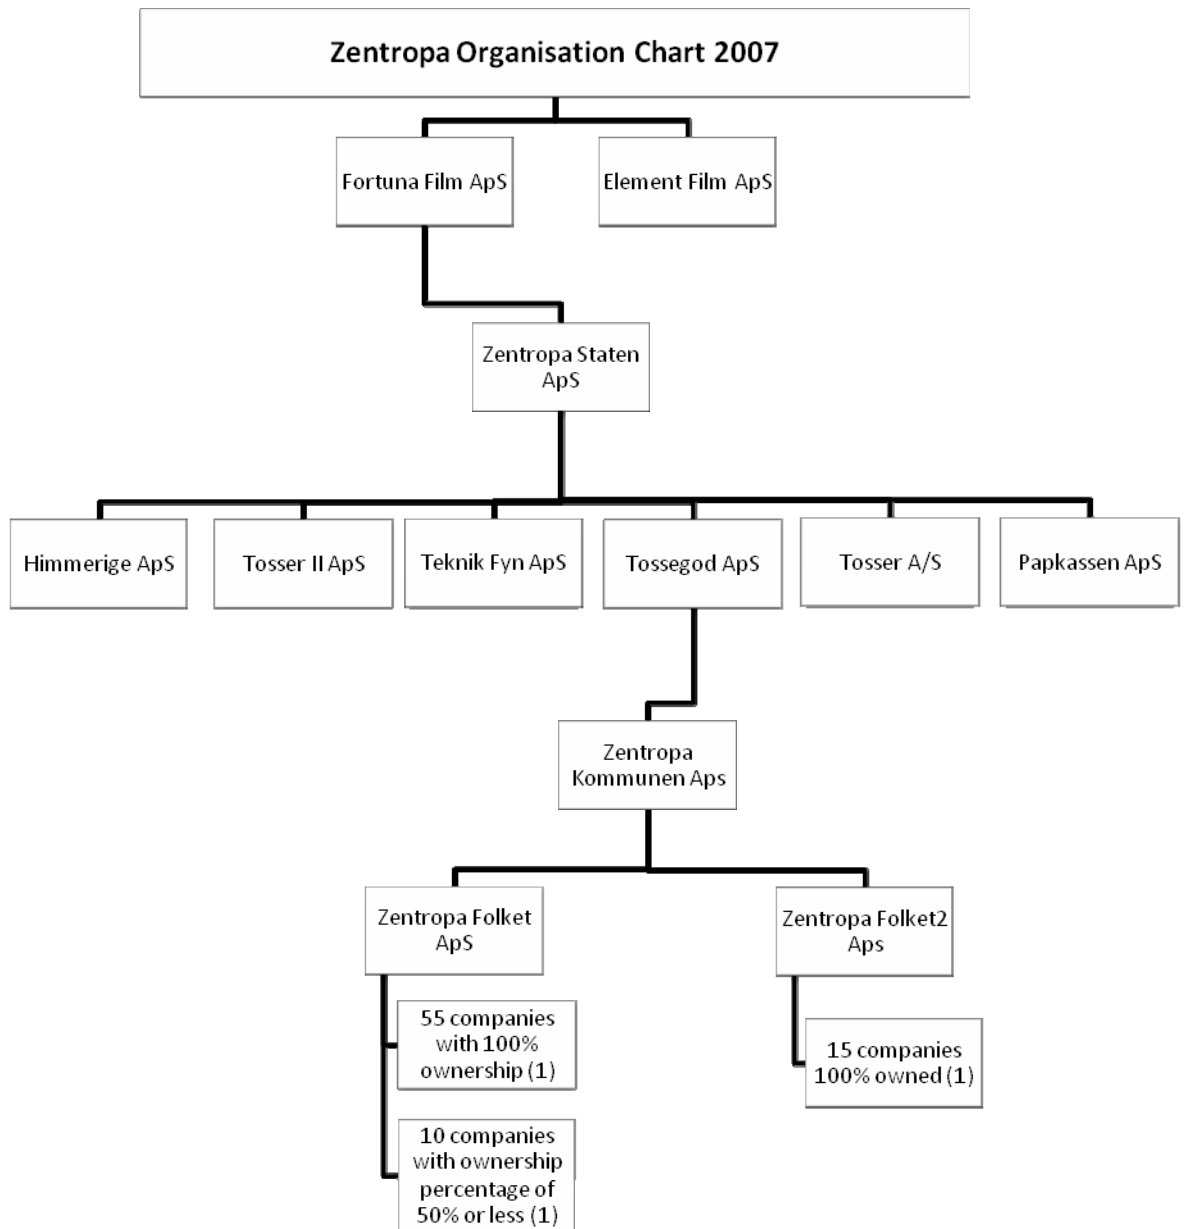 Zentropa Organisation Chart 2007
Fortuna Film ApS
Element Film ApS
Zentropa Staten
ApS
Himmerige ApS
Tosser II ApS
Teknik Fyn ApS
Tossegod ApS
Tosser A/S
Papkassen ApS
Zentropa
Kommunen Aps
Zentropa Folket
ApS
Zentropa Folket2
Aps
55 companies
with 100%
ownership (1)
15 companies
100% owned (1)
10 companies
with ownership
percentage of
50% or less (1)